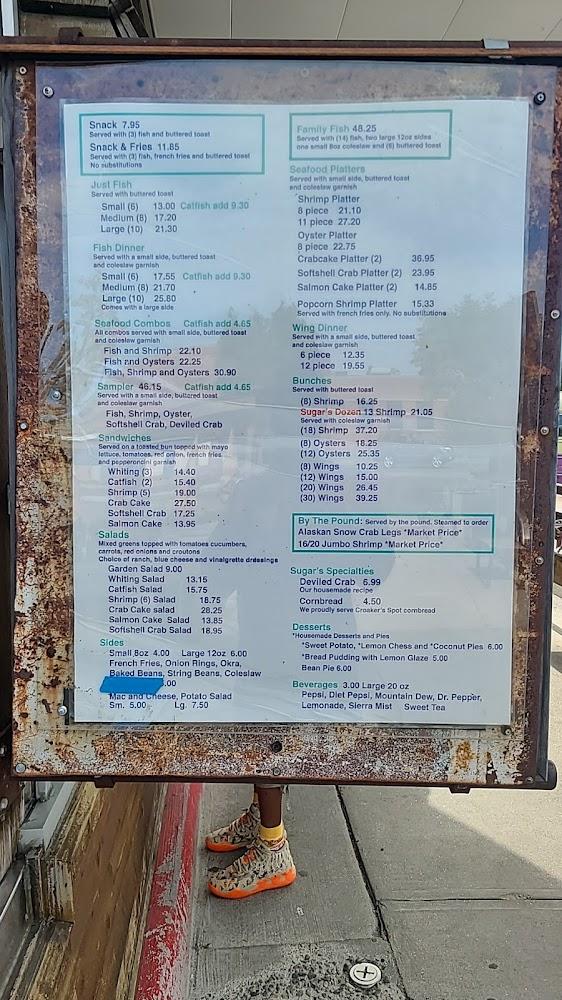 Snack 7.95
Served with (3) fish and buttered toast
Snack & Fries 11.85
Served with (3) fish, french fries and buttered toast
No substitutions
Just Fish
Served with buttered toast
Small (6) 13.00 Catfish add 9.30
Medium (8) 17.20
Large (10) 21.30
Fish Dinner
Served with a small side, buttered toast
and coleslaw garnish
Small (6) 17.55 Catfish add 9.30
Medium (8) 21.70
Large (10) 25.80
Comes with a large side
Seafood Combos Catfish add 4.65
All combos served with small side, buttered toast
and coleslaw garnish
Fish and Shrimp 22.10
Fish and Oysters 22.25
Fish, Shrimp and Oysters 30.90
Sampler 46.15 Catfish add 4.65
Served with a small side, buttered toast
and coleslaw garnish
Fish, Shrimp, Oyster,
Softshell Crab, Deviled Crab
Sandwiches
Served on a toasted bun topped with mayo
lettuce, tomatoes, red onion, french fries
and pepperoncini garnish
Whiting (3) 14.40
Catfish (2) 15.40
Shrimp (5) 19.00
Crab Cake 27.50
Softshell Crab 17.25
Salmon Cake 13.95
Salads
Mixed greens topped with tomatoes cucumbers,
carrots, red onions and croutons
Choice of ranch, blue cheese and vinaigrette dressings
Garden Salad 9.00
Whiting Salad 13.15
Catfish Salad 15.75
Shrimp (6) Salad 18.75
Crab Cake salad 28.25
Salmon Cake Salad 13.85
Softshell Crab Salad 18.95
Sides
Small 8oz 4.00 Large 12oz 6.00
French Fries, Onion Rings, Okra,
Baked Beans, String Beans, Coleslaw
.00
Mac and Cheese, Potato Salad
Sm. 5.00 Lg. 7.50
Family Fish 48.25
Served with (14) fish, two large 12oz sides
one small 8oz coleslaw and (6) buttered toast
Seafood Platters
Served with small side, buttered toast
and coleslaw garnish
Shrimp Platter
8 piece 21.10
11 piece 27.20
Oyster Platter
8 piece 22.75
Crabcake Platter (2) 36.95
Softshell Crab Platter (2) 23.95
Salmon Cake Platter (2) 14.85
Popcorn Shrimp Platter 15.33
Served with french fries only. No substitutions
Wing Dinner
Served with a small side, buttered toast
and coleslaw garnish
6 piece 12.35
12 piece 19.55
Bunches
Served with buttered toast
(8) Shrimp 16.25
Sugar's Dozen 13 Shrimp 21.05
Served with coleslaw garnish
(18) Shrimp 37.20
(8) Oysters 18.25
(12) Oysters 25.35
(8) Wings 10.25
(12) Wings 15.00
(20) Wings 26.45
(30) Wings 39.25
By The Pound: Served by the pound. Steamed to order
Alaskan Snow Crab Legs *Market Price*
16/20 Jumbo Shrimp *Market Price*
Sugar's Specialties
Deviled Crab 6.99
Our housemade recipe
Cornbread 4.50
We proudly serve Croaker's Spot cornbread
Desserts
*Housemade Desserts and Pies
*Sweet Potato, *Lemon Chess and *Coconut Pies 6.00
*Bread Pudding with Lemon Glaze 5.00
Bean Pie 6.00
Beverages 3.00 Large 20 oz
Pepsi, Diet Pepsi, Mountain Dew, Dr. Pepper,
Lemonade, Sierra Mist Sweet Tea